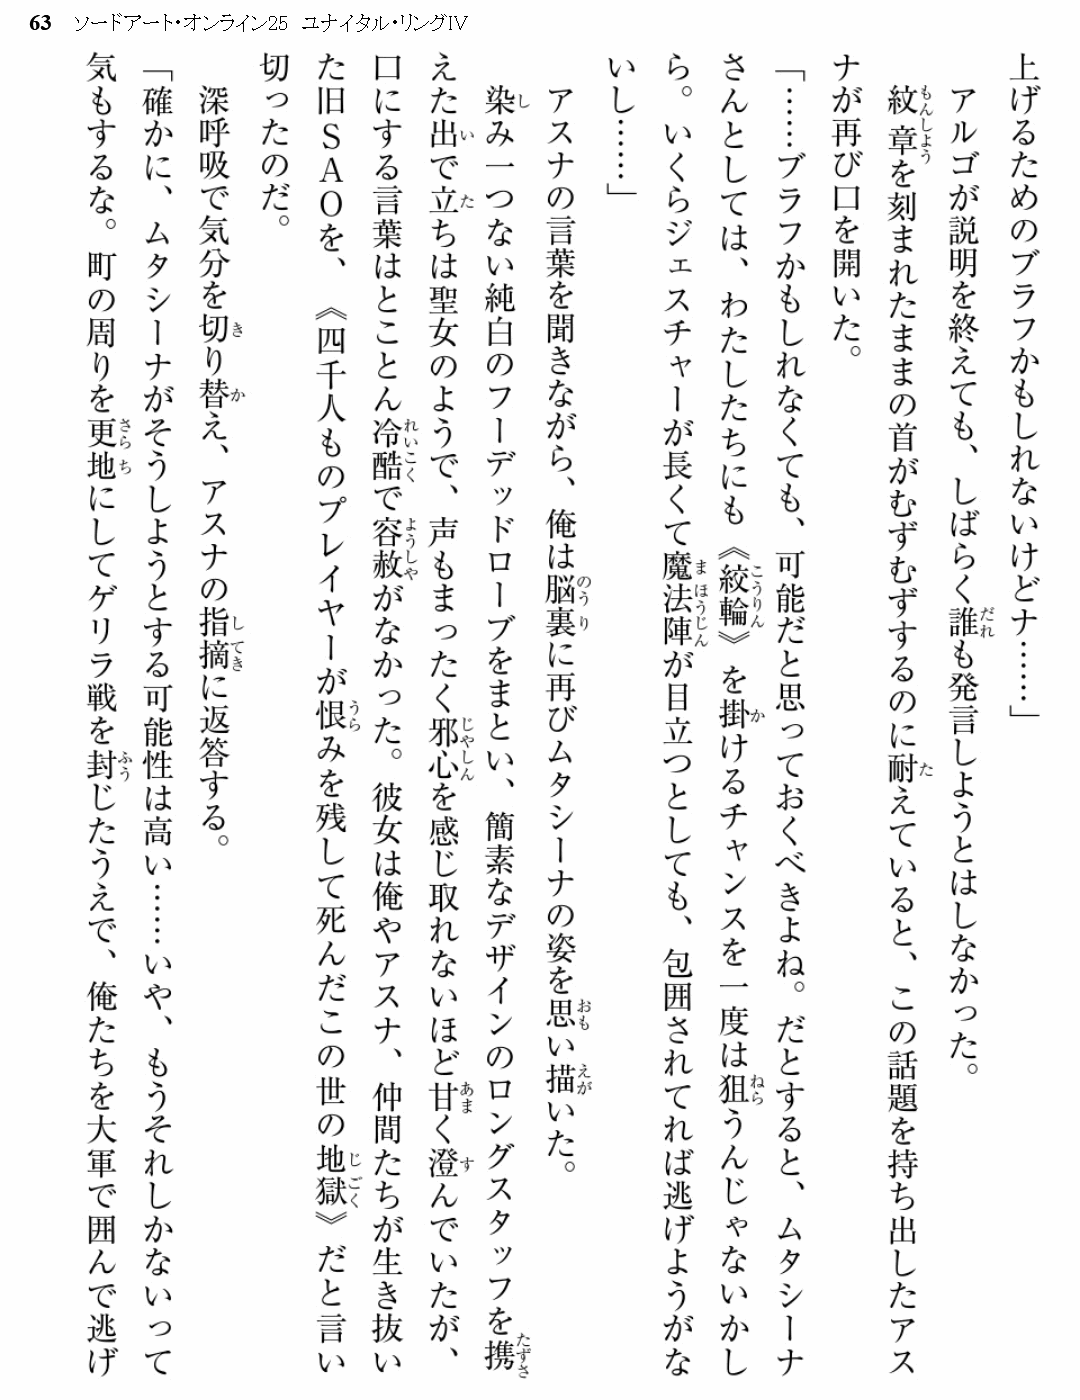 63 ソードアート・オンライン25 ユナイタル・リングIV
上げるためのブラフかもしれないけどナ……」
アルゴが説明を終えても、しばらく誰も発言しようとはしなかった。
紋章を刻まれたままの首がむずむずするのに耐えていると、この話題を持ち出したアス
ナが再び口を開いた。
「……ブラフかもしれなくても、可能だと思っておくべきよね。だとすると、ムタシーナ
さんとしては、わたしたちにも《絞輪》を掛けるチャンスを一度は狙うんじゃないかし
ら。いくらジェスチャーが長くて魔法陣が目立つとしても、包囲されてれば逃げようがな
いし……」
アスナの言葉を聞きながら、俺は脳裏に再びムタシーナの姿を思い描いた。
染み一つない純白のフーデッドローブをまとい、簡素なデザインのロングスタッフを携
えた出で立ちは聖女のようで、声もまったく邪心を感じ取れないほど甘く澄んでいたが、
口にする言葉はとことん冷酷で容赦がなかった。彼女は俺やアスナ、仲間たちが生き抜い
た旧ＳＡＯを、《四千人ものプレイヤーが恨みを残して死んだこの世の地獄》だと言い
切ったのだ。
深呼吸で気分を切り替え、アスナの指摘に返答する。
「確かに、ムタシーナがそうしようとする可能性は高い……いや、もうそれしかないって
気もするな。町の周りを更地にしてゲリラ戦を封じたうえで、俺たちを大軍で囲んで逃げ